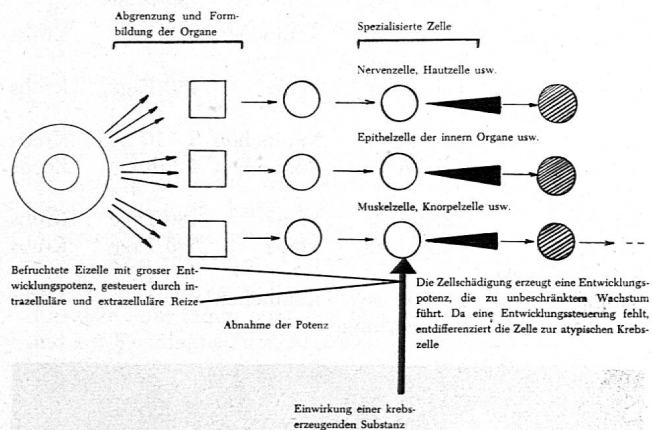 Abgrenzung und Form-
bildung der Organe
Spezialisierte Zelle
Nervenzelle, Hautzelle usw.
Epithelzelle der innern Organe usw.
Muskelzelle, Knorpelzelle usw.
Befruchtete Eizelle mit grosser Ent-
wicklungspotenz, gesteuert durch in-
trazelluläre und extrazelluläre Reize
Abnahme der Potenz
Die Zellschädigung erzeugt eine Entwicklungs-
potenz, die zu unbeschränktem Wachstum
führt. Da eine Entwicklungssteuerung fehlt,
entdifferenziert die Zelle zur atypischen Krebs-
zelle
Einwirkung einer krebs-
erzeugenden Substanz